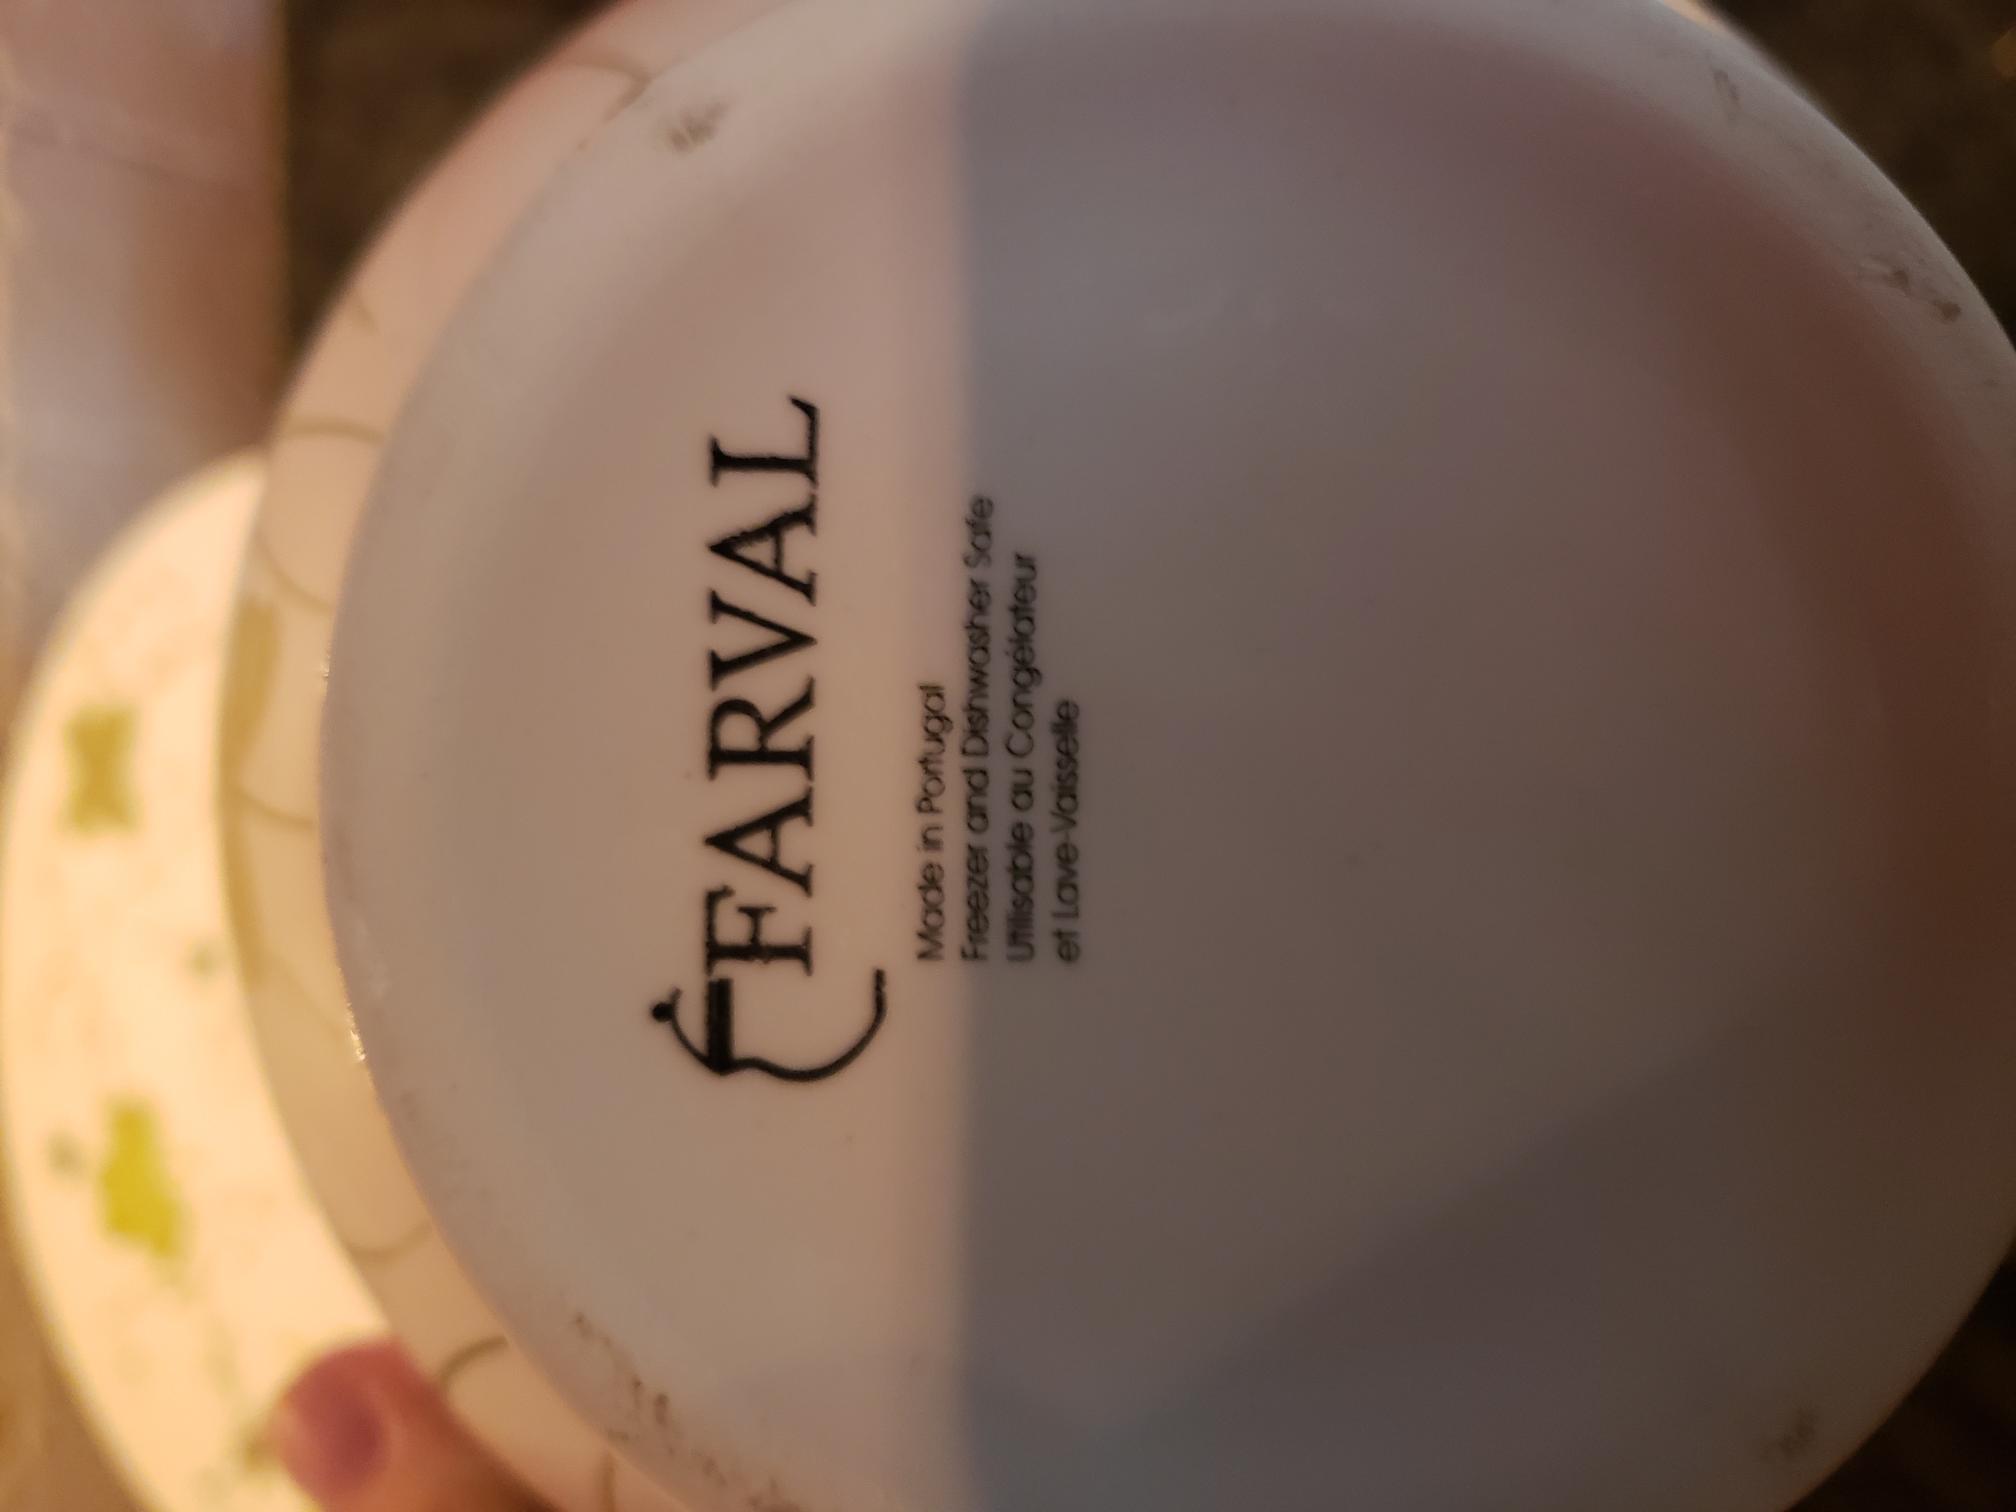 FARVAL
Made in Portugal
Freezer and Dishwasher Safe
Utilisable au Congélateur
et Lave-Vaisselle